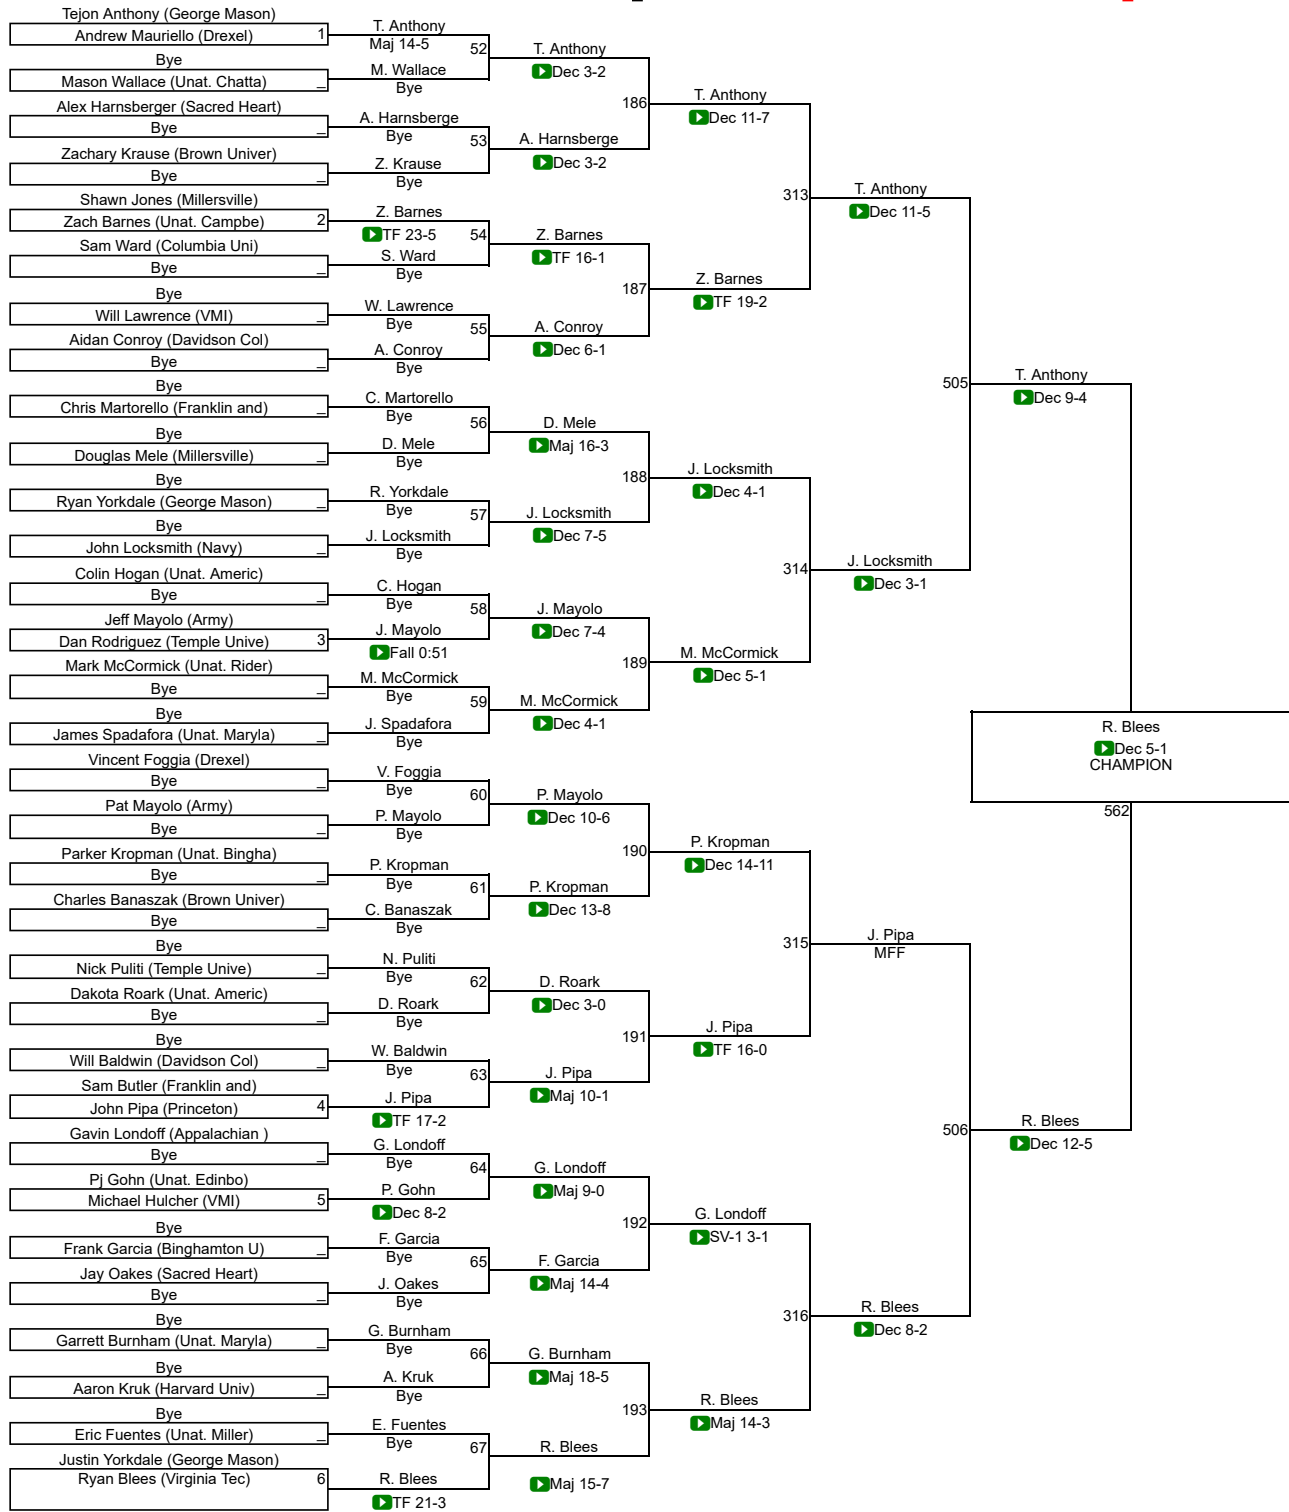 Tejon Anthony (George Mason)
Andrew Mauriello (Drexel) 1
Bye
Mason Wallace (Unat. Chatta) _
Alex Harnsberger (Sacred Heart)
Bye _
Zachary Krause (Brown Univer)
Bye _
Shawn Jones (Millersville)
Zach Barnes (Unat. Campbe) 2
Sam Ward (Columbia Uni)
Bye _
Bye
Will Lawrence (VMI) _
Aidan Conroy (Davidson Col)
Bye _
Bye
Chris Martorello (Franklin and) _
Bye
Douglas Mele (Millersville) _
Bye
Ryan Yorkdale (George Mason) _
Bye
John Locksmith (Navy) _
Colin Hogan (Unat. Americ)
Bye _
Jeff Mayolo (Army)
Dan Rodriguez (Temple Unive) 3
Mark McCormick (Unat. Rider)
Bye _
Bye
James Spadafora (Unat. Maryla) _
Vincent Foggia (Drexel)
Bye _
Pat Mayolo (Army)
Bye _
Parker Kropman (Unat. Bingha)
Bye _
Charles Banaszak (Brown Univer)
Bye _
Bye
Nick Puliti (Temple Unive) _
Dakota Roark (Unat. Americ)
Bye _
Bye
Will Baldwin (Davidson Col) _
Sam Butler (Franklin and)
John Pipa (Princeton) 4
Gavin Londoff (Appalachian )
Bye _
Pj Gohn (Unat. Edinbo)
Michael Hulcher (VMI) 5
Bye
Frank Garcia (Binghamton U) _
Jay Oakes (Sacred Heart)
Bye _
Bye
Garrett Burnham (Unat. Maryla) _
Bye
Aaron Kruk (Harvard Univ) _
Bye
Eric Fuentes (Unat. Miller) _
Justin Yorkdale (George Mason)
Ryan Blees (Virginia Tec) 6
T. Anthony
Maj 14-5
52
M. Wallace
Bye
A. Harnsberge
Bye
53
Z. Krause
Bye
Z. Barnes
TF 23-5
54
S. Ward
Bye
W. Lawrence
Bye
55
A. Conroy
Bye
C. Martorello
Bye
56
D. Mele
Bye
R. Yorkdale
Bye
57
J. Locksmith
Bye
C. Hogan
Bye
58
J. Mayolo
Fall 0:51
M. McCormick
Bye
59
J. Spadafora
Bye
V. Foggia
Bye
60
P. Mayolo
Bye
P. Kropman
Bye
61
C. Banaszak
Bye
N. Puliti
Bye
62
D. Roark
Bye
W. Baldwin
Bye
63
J. Pipa
TF 17-2
G. Londoff
Bye
64
P. Gohn
Dec 8-2
F. Garcia
Bye
65
J. Oakes
Bye
G. Burnham
Bye
66
A. Kruk
Bye
E. Fuentes
Bye
67
R. Blees
TF 21-3
T. Anthony
Dec 3-2
186
A. Harnsberge
Dec 3-2
Z. Barnes
TF 16-1
187
A. Conroy
Dec 6-1
D. Mele
Maj 16-3
188
J. Locksmith
Dec 7-5
J. Mayolo
Dec 7-4
189
M. McCormick
Dec 4-1
P. Mayolo
Dec 10-6
190
P. Kropman
Dec 13-8
D. Roark
Dec 3-0
191
J. Pipa
Maj 10-1
G. Londoff
Maj 9-0
192
F. Garcia
Maj 14-4
G. Burnham
Maj 18-5
193
R. Blees
Maj 15-7
T. Anthony
Dec 11-7
313
Z. Barnes
TF 19-2
J. Locksmith
Dec 4-1
314
M. McCormick
Dec 5-1
P. Kropman
Dec 14-11
315
J. Pipa
TF 16-0
G. Londoff
SV-1 3-1
316
R. Blees
Maj 14-3
T. Anthony
Dec 11-5
505
J. Locksmith
Dec 3-1
J. Pipa
MFF
506
R. Blees
Dec 8-2
T. Anthony
Dec 9-4
R. Blees
Dec 5-1
CHAMPION
562
R. Blees
Dec 12-5